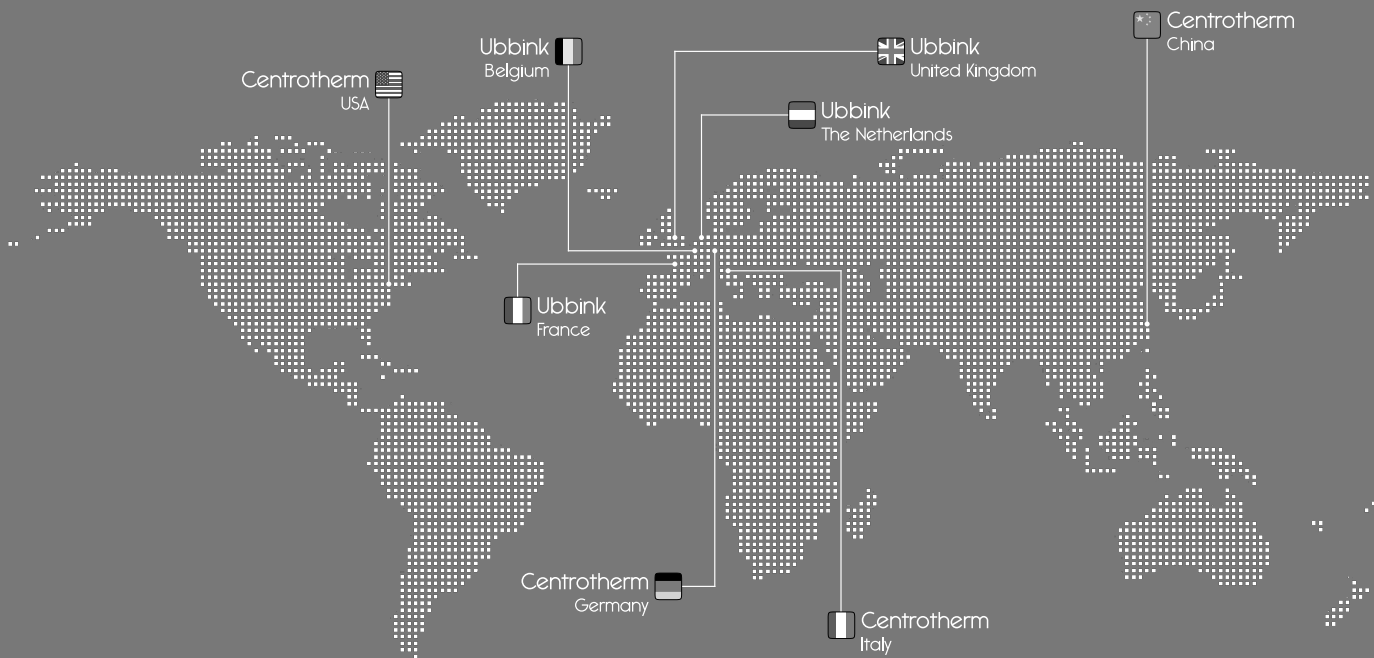 Centrotherm
China
Ubbink
Belgium
Ubbink
United Kingdom
Centrotherm
USA
Ubbink
The Netherlands
Ubbink
France
Centrotherm
Germany
Centrotherm
Italy